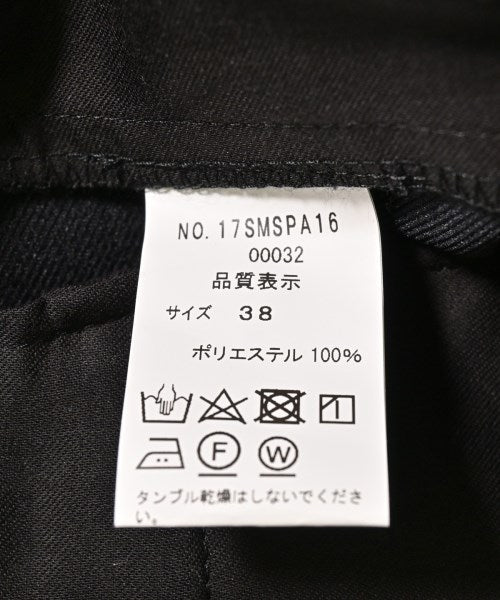 NO. 17SMSPA16
00032
品質表示
サイズ 38
ポリエステル 100%
F W
タンブル乾燥はしないでくださ
い。